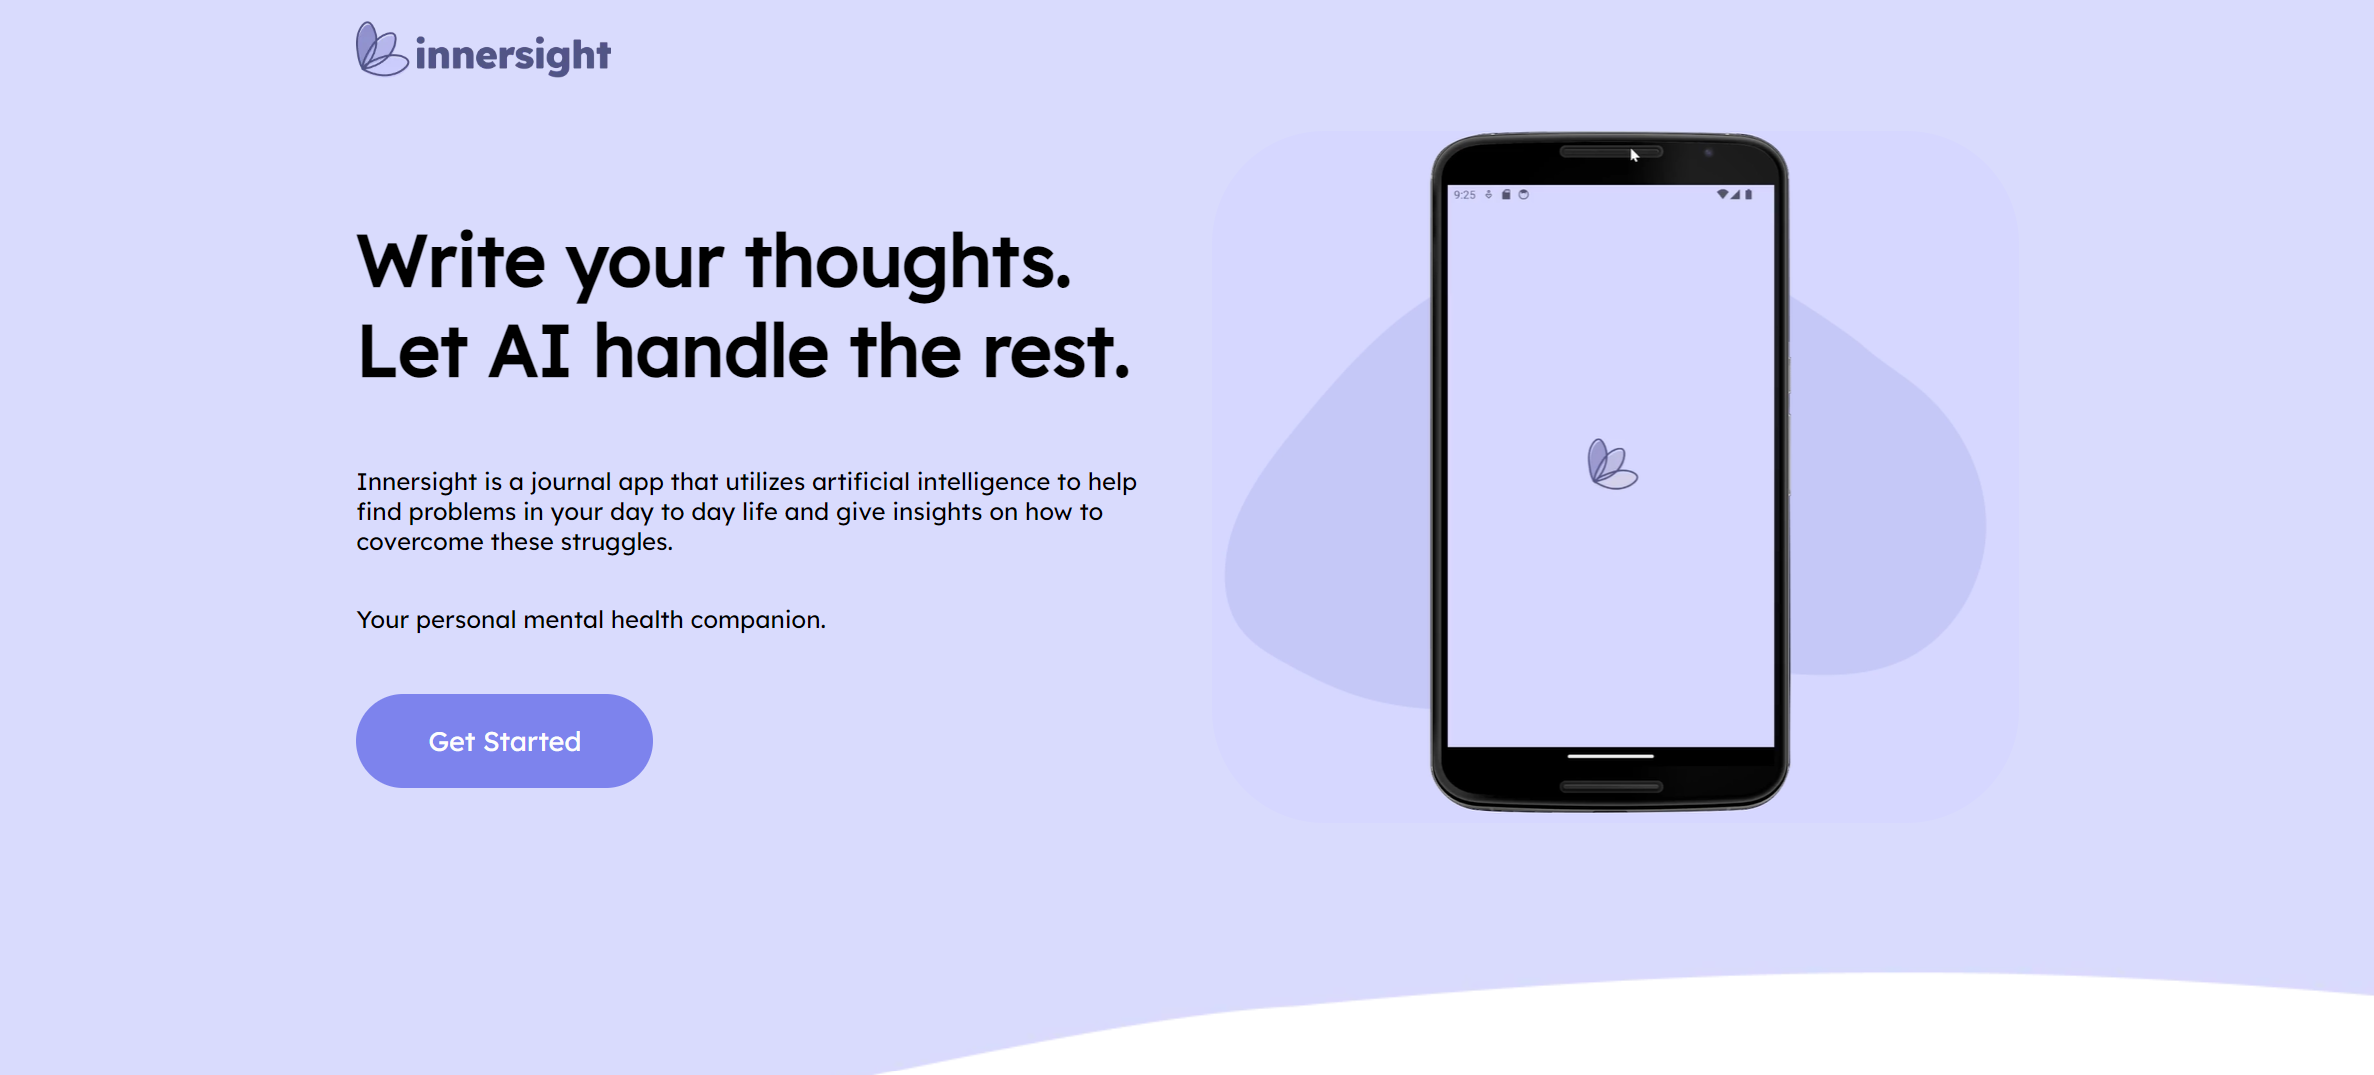 innersight
Write your thoughts.
Let AI handle the rest.
Innersight is a journal app that utilizes artificial intelligence to help
find problems in your day to day life and give insights on how to
covercome these struggles.
Your personal mental health companion.
Get Started
9:25